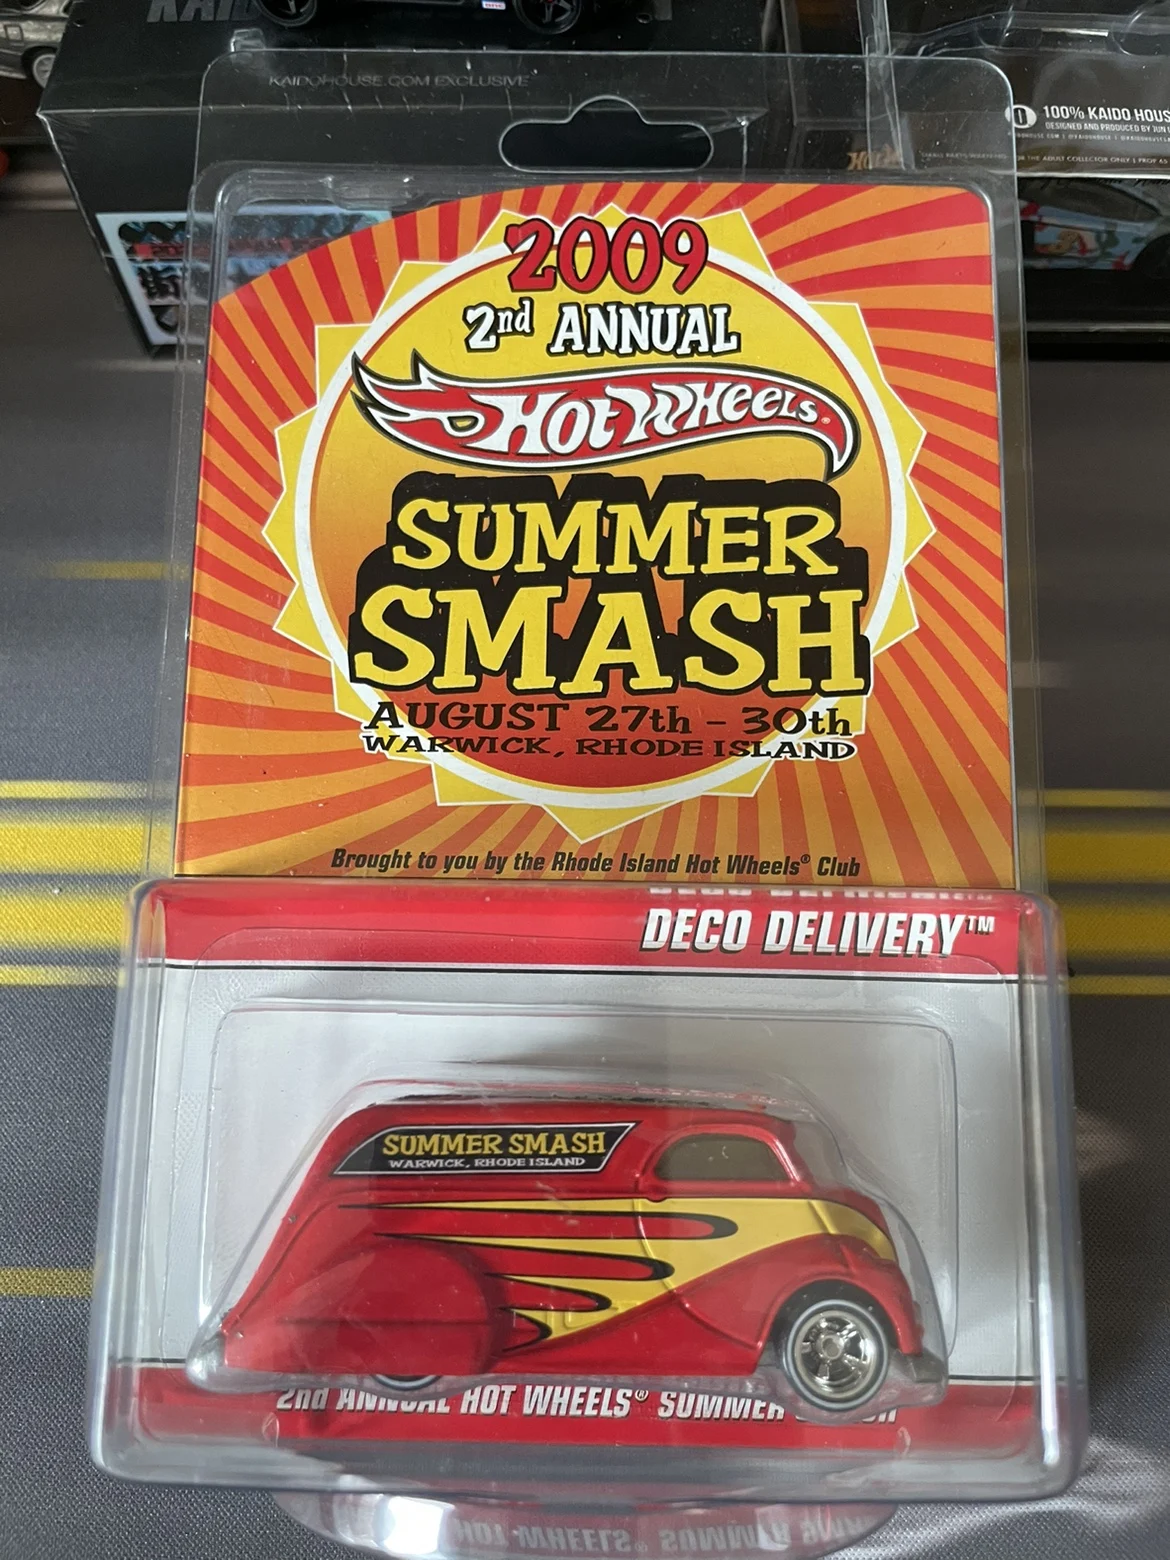 KAIDOHOUSE.COM EXCLUSIVE
100% KAIDO HOUS
DESIGNED AND PRODUCED BY JUN
2009
2nd ANNUAL
Hot Wheels®
SUMMER
SMASH
AUGUST 27th - 30th
WARWICK, RHODE ISLAND
Brought to you by the Rhode Island Hot Wheels® Club
DECO DELIVERY™
SUMMER SMASH
WARWICK, RHODE ISLAND
2nd ANNUAL HOT WHEELS® SUMMER SMASH